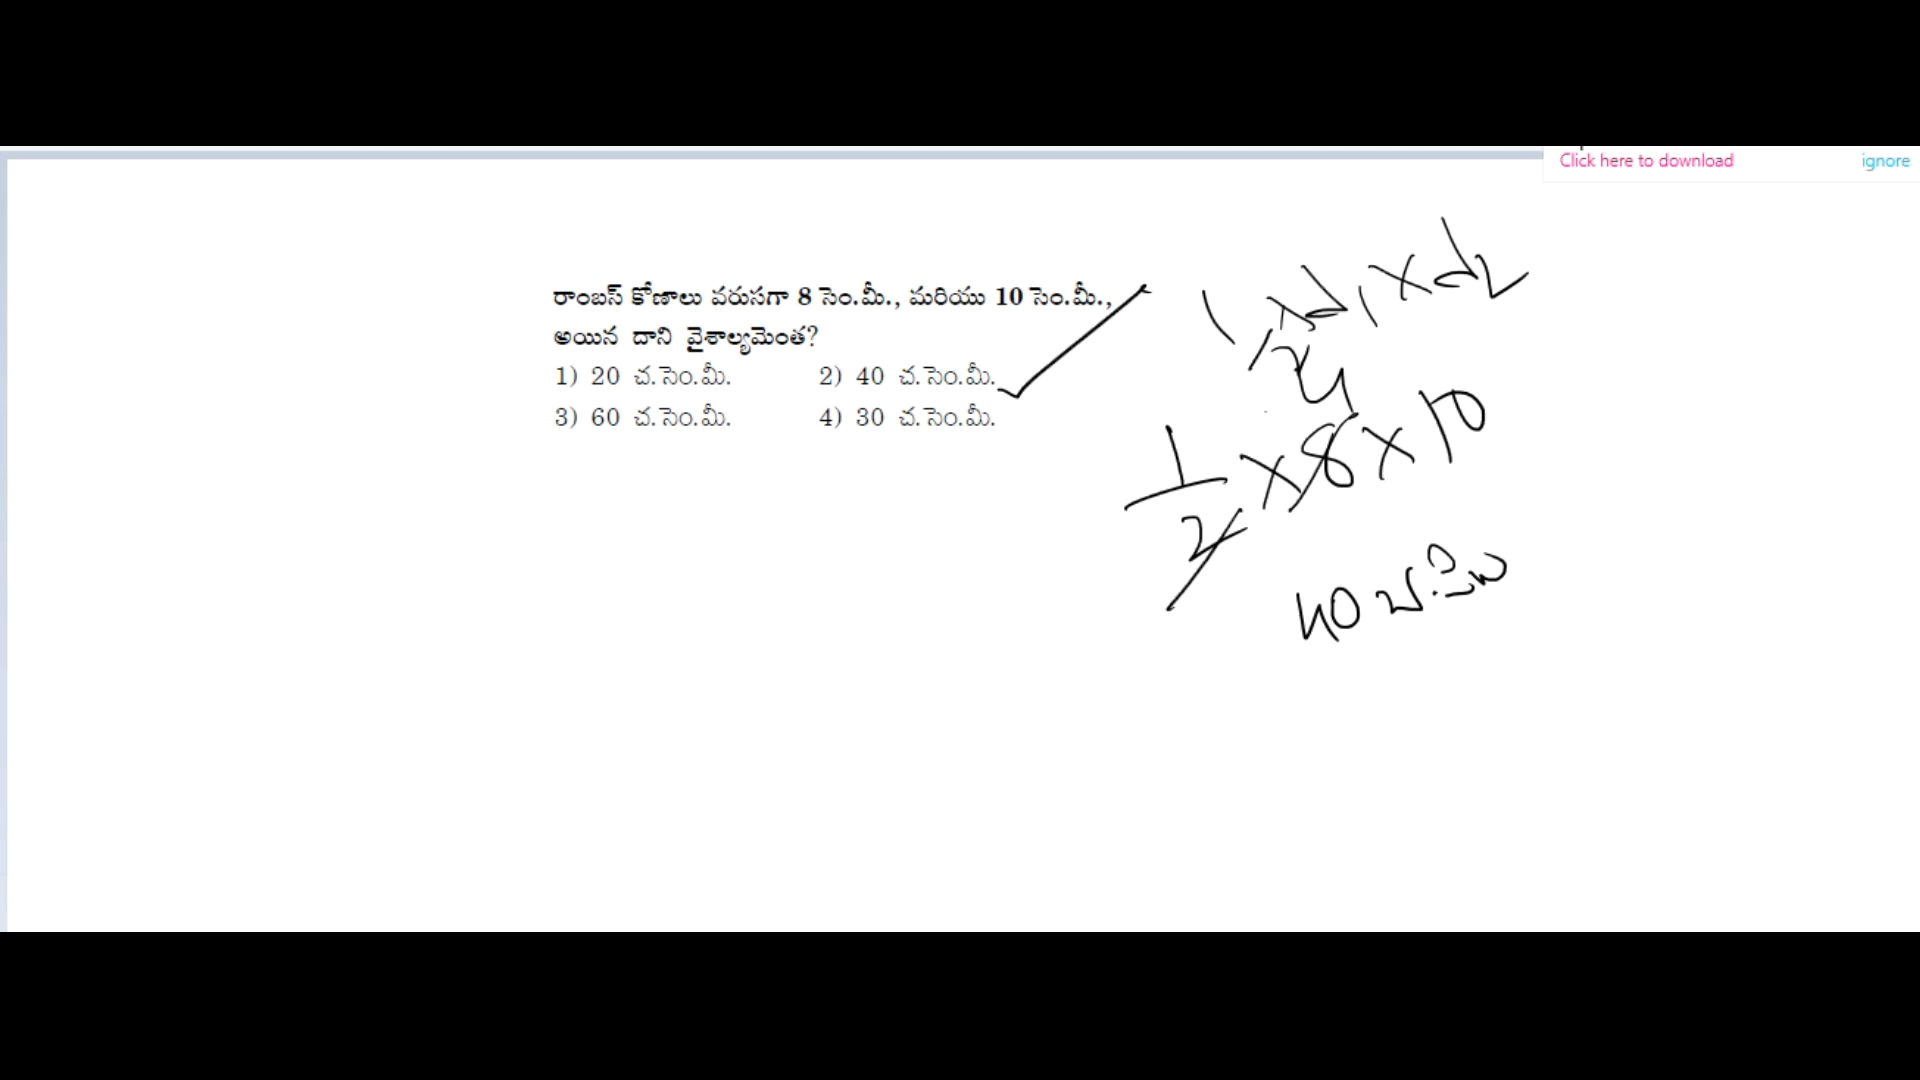 Click here to download ignore
రాంబస్ కోణాలు వరుసగా 8 సెం.మీ., మరియు 10 సెం.మీ.,
అయిన దాని వైశాల్యమెంత?
1) 20 చ.సెం.మీ. 2) 40 చ.సెం.మీ.
3) 60 చ.సెం.మీ. 4) 30 చ.సెం.మీ.
1/2 × d1 × d2
4
1/2 × 8 × 10
40